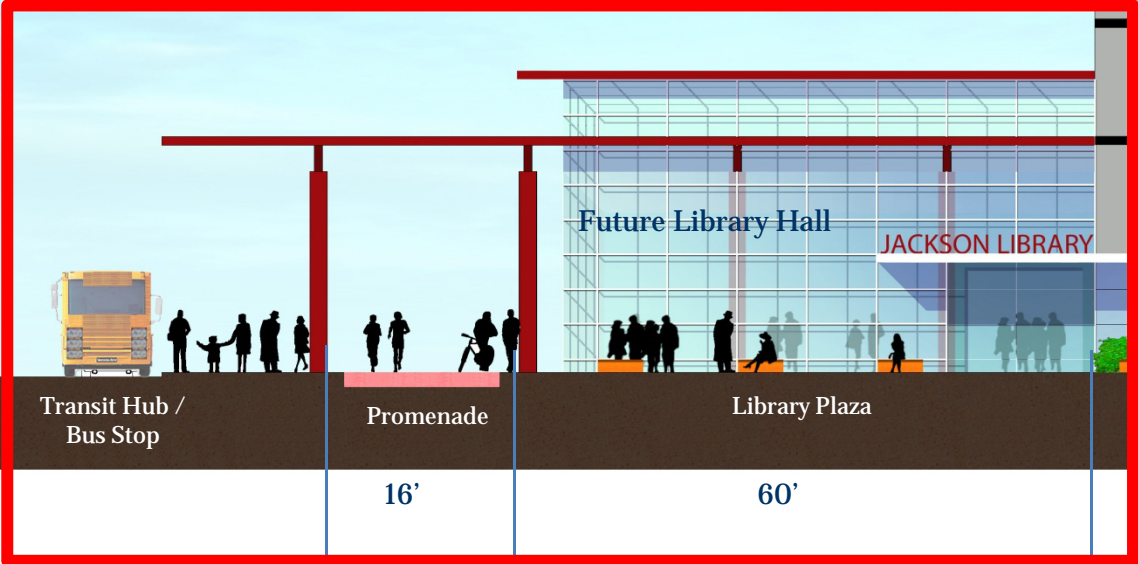 Future Library Hall
JACKSON LIBRARY
Transit Hub /
Bus Stop
Promenade
Library Plaza
16’
60’